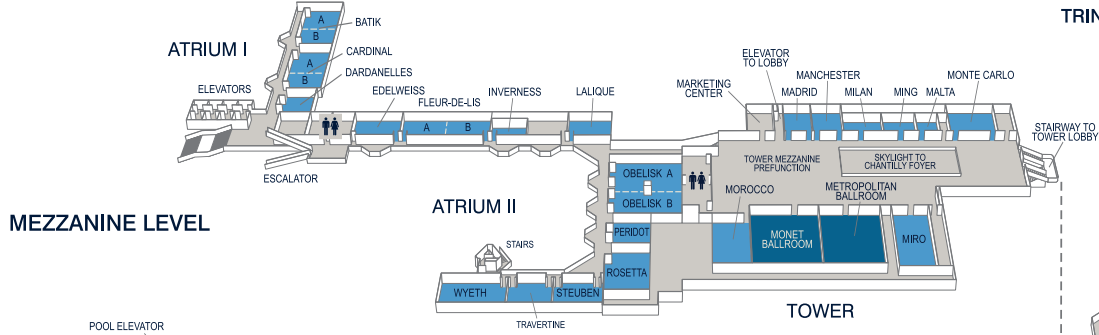 TRIN
A
BATIK
B
ATRIUM I
A
CARDINAL
B
DARDANELLES
ELEVATORS
EDELWEISS
FLEUR-DE-LIS
A
B
INVERNESS
LALIQUE
ESCALATOR
ELEVATOR
TO LOBBY
MARKETING
CENTER
MADRID
MANCHESTER
MILAN
MING
MALTA
MONTE CARLO
STAIRWAY TO
TOWER LOBBY
TOWER MEZZANINE
PREFUNCTION
SKYLIGHT TO
CHANTILLY FOYER
OBELISK A
OBELISK B
MOROCCO
METROPOLITAN
BALLROOM
MONET
BALLROOM
MIRO
ATRIUM II
MEZZANINE LEVEL
PERIDOT
STAIRS
ROSETTA
WYETH
STEUBEN
TRAVERTINE
TOWER
POOL ELEVATOR